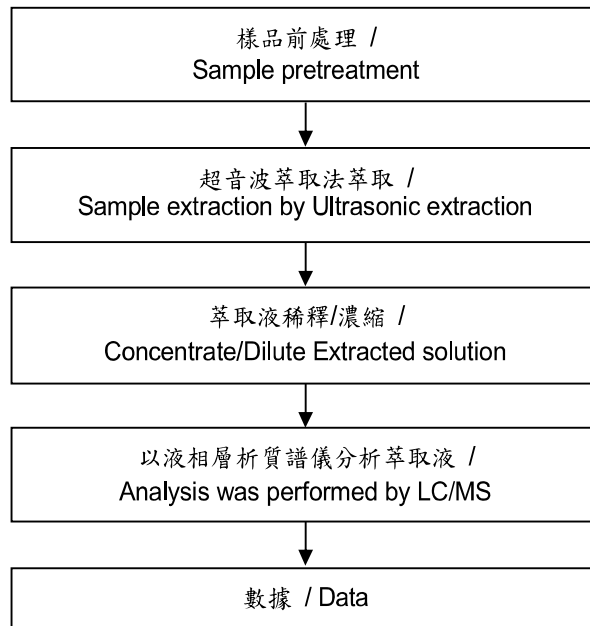 樣品前處理 /
Sample pretreatment
超音波萃取法萃取 /
Sample extraction by Ultrasonic extraction
萃取液稀釋/濃縮 /
Concentrate/Dilute Extracted solution
以液相層析質譜儀分析萃取液 /
Analysis was performed by LC/MS
數據 / Data